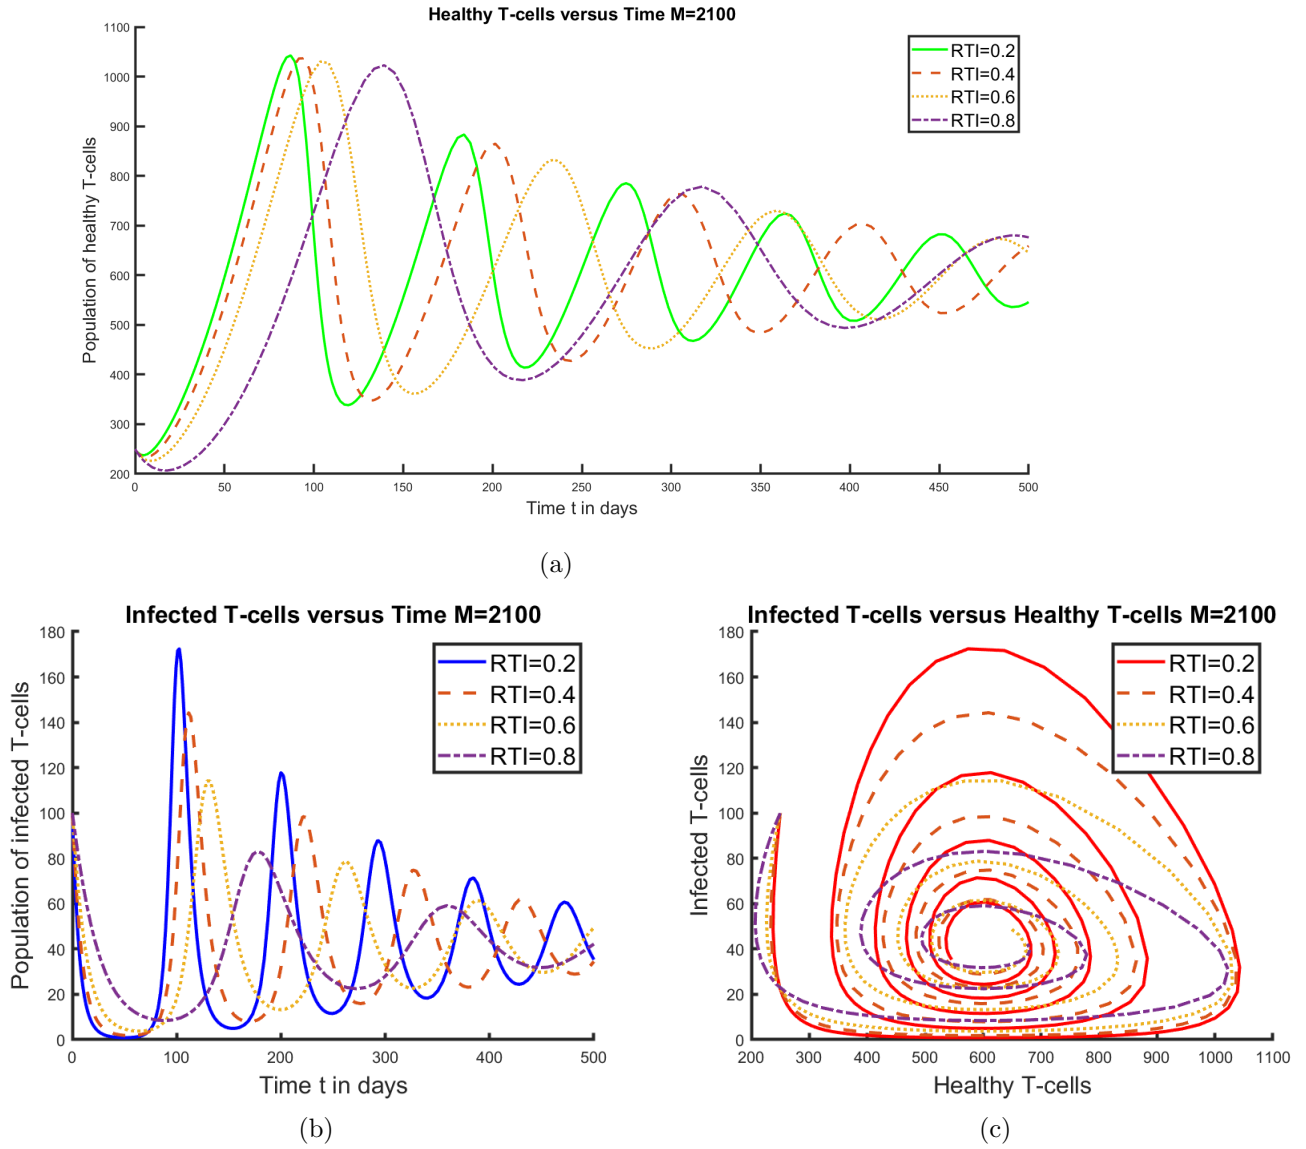 Healthy T-cells versus Time M=2100
1100
1000
900
800
700
600
500
400
300
200
Population of healthy T-cells
RTI=0.2
RTI=0.4
RTI=0.6
RTI=0.8
0 50 100 150 200 250 300 350 400 450 500
Time t in days
(a)
Infected T-cells versus Time M=2100
180
160
140
120
100
80
60
40
20
0
Population of infected T-cells
RTI=0.2
RTI=0.4
RTI=0.6
RTI=0.8
0 100 200 300 400 500
Time t in days
(b)
Infected T-cells versus Healthy T-cells M=2100
180
160
140
120
100
80
60
40
20
0
Infected T-cells
RTI=0.2
RTI=0.4
RTI=0.6
RTI=0.8
200 300 400 500 600 700 800 900 1000 1100
Healthy T-cells
(c)